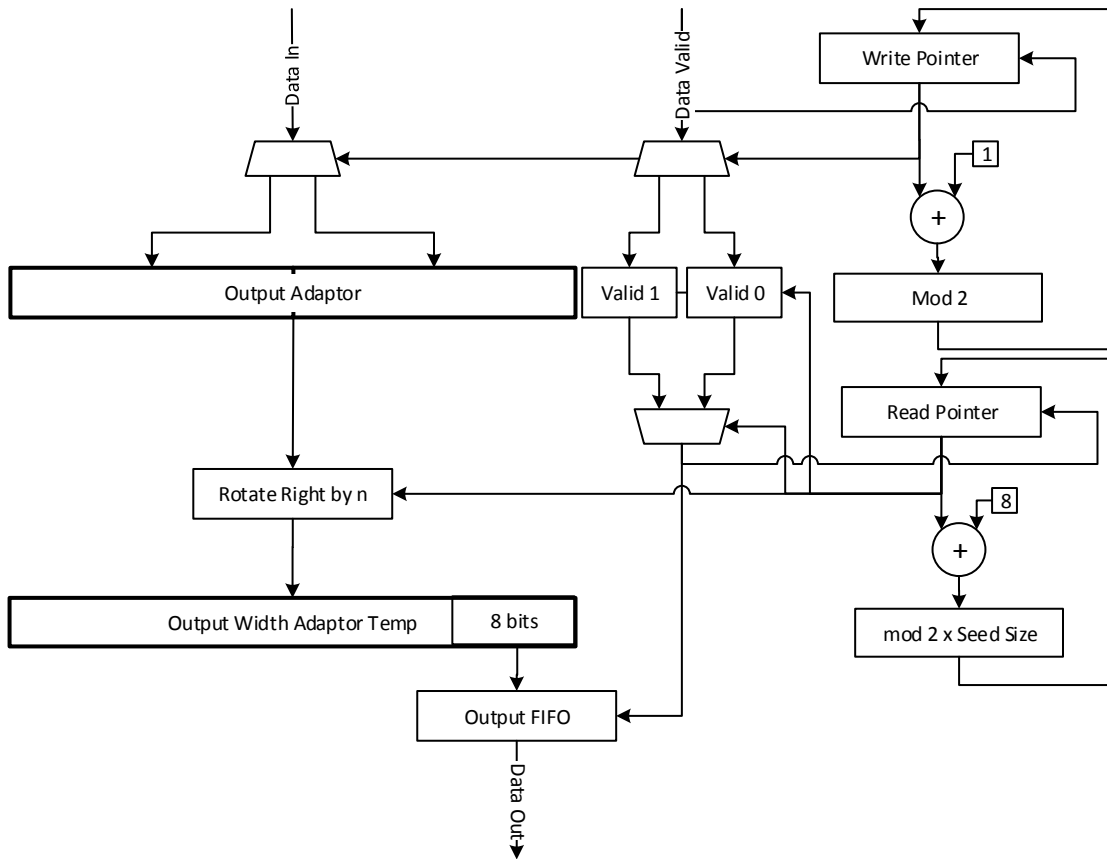 Data In
Data Valid
Write Pointer
1
+
Output Adaptor
Valid 1
Valid 0
Mod 2
Read Pointer
Rotate Right by n
8
+
Output Width Adaptor Temp
8 bits
mod 2 x Seed Size
Output FIFO
Data Out